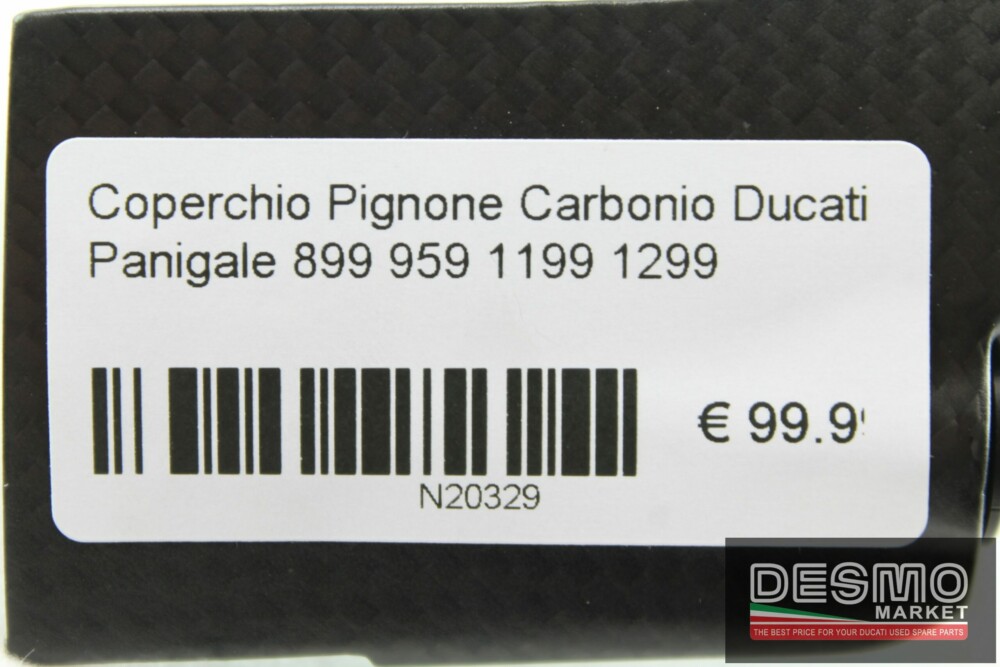 Coperchio Pignone Carbonio Ducati
Panigale 899 959 1199 1299
€ 99.9
N20329
DESMO
MARKET
THE BEST PRICE FOR YOUR DUCATI USED SPARE PARTS